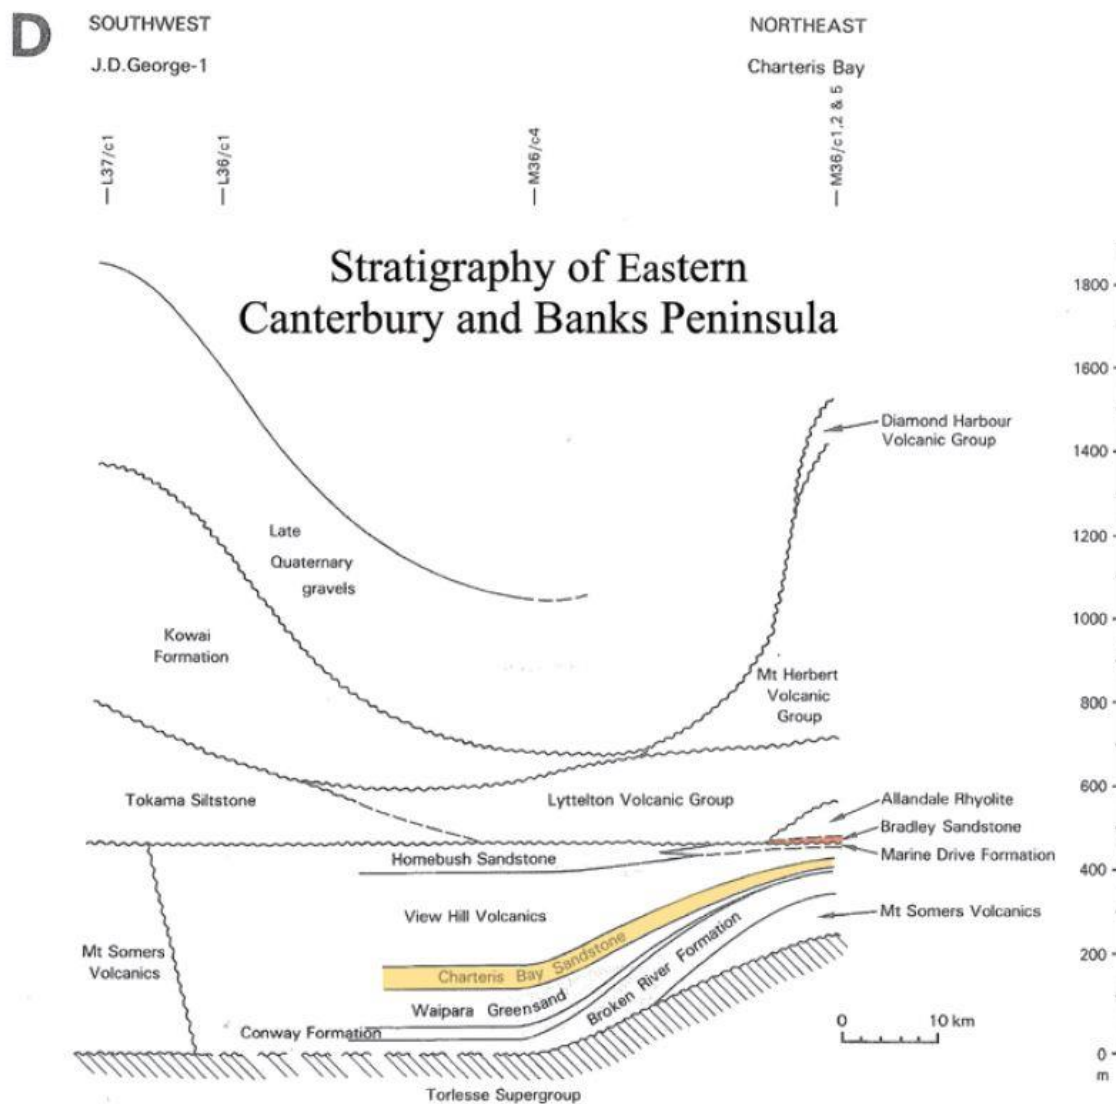 D
SOUTHWEST
NORTHEAST
J.D.George-1
Charteris Bay
L37/c1
L36/c1
M36/c4
M36/c1,2 & 5
Stratigraphy of Eastern
Canterbury and Banks Peninsula
1800
1600
Diamond Harbour
Volcanic Group
1400
Late
Quaternary
gravels
1200
1000
Kowai
Formation
Mt Herbert
Volcanic
Group
800
600
Tokama Siltstone
Lyttelton Volcanic Group
Allandale Rhyolite
Bradley Sandstone
Marine Drive Formation
Homebush Sandstone
400
View Hill Volcanics
Mt Somers Volcanics
Mt Somers
Volcanics
200
Charteris Bay Sandstone
Waipara Greensand
Broken River Formation
Conway Formation
0 10 km
0
m
Torlesse Supergroup